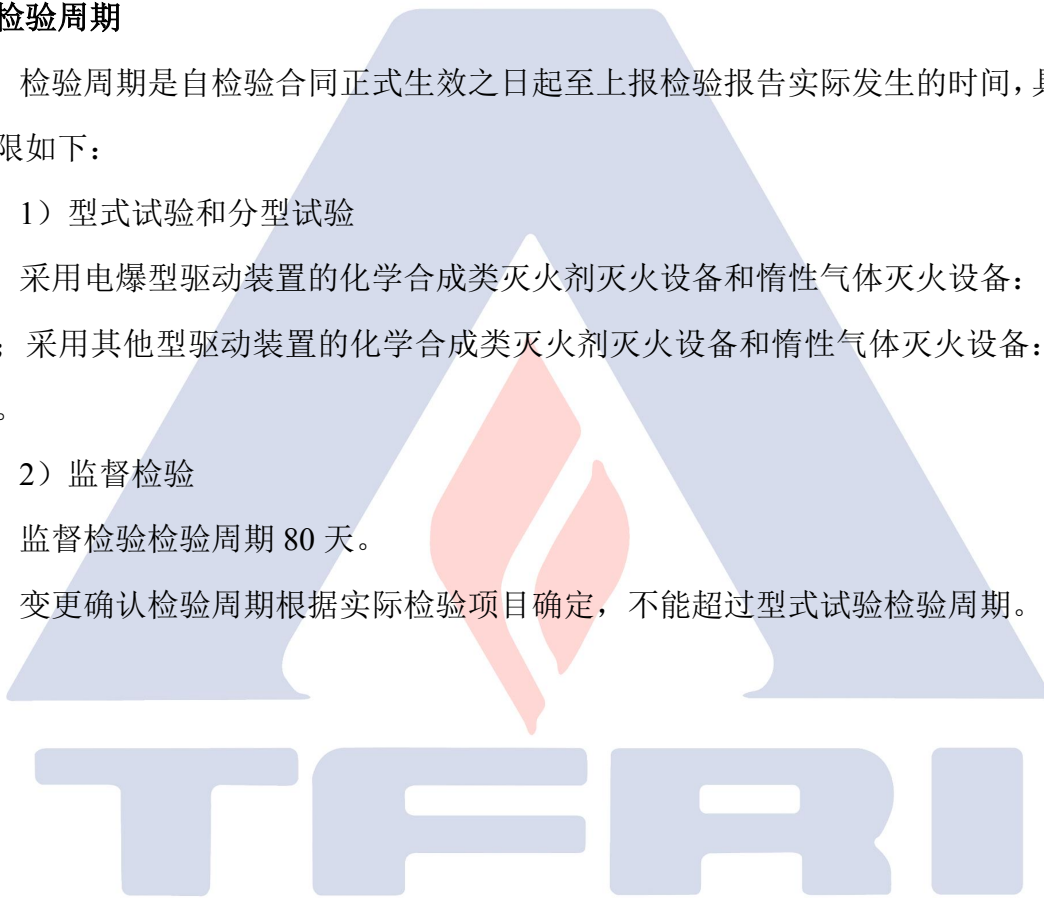 检验周期
检验周期是自检验合同正式生效之日起至上报检验报告实际发生的时间，
限如下：
1）型式试验和分型试验
采用电爆型驱动装置的化学合成类灭火剂灭火设备和惰性气体灭火设备：
；采用其他型驱动装置的化学合成类灭火剂灭火设备和惰性气体灭火设备：
。
2）监督检验
监督检验检验周期 80 天。
变更确认检验周期根据实际检验项目确定，不能超过型式试验检验周期。
TFRI